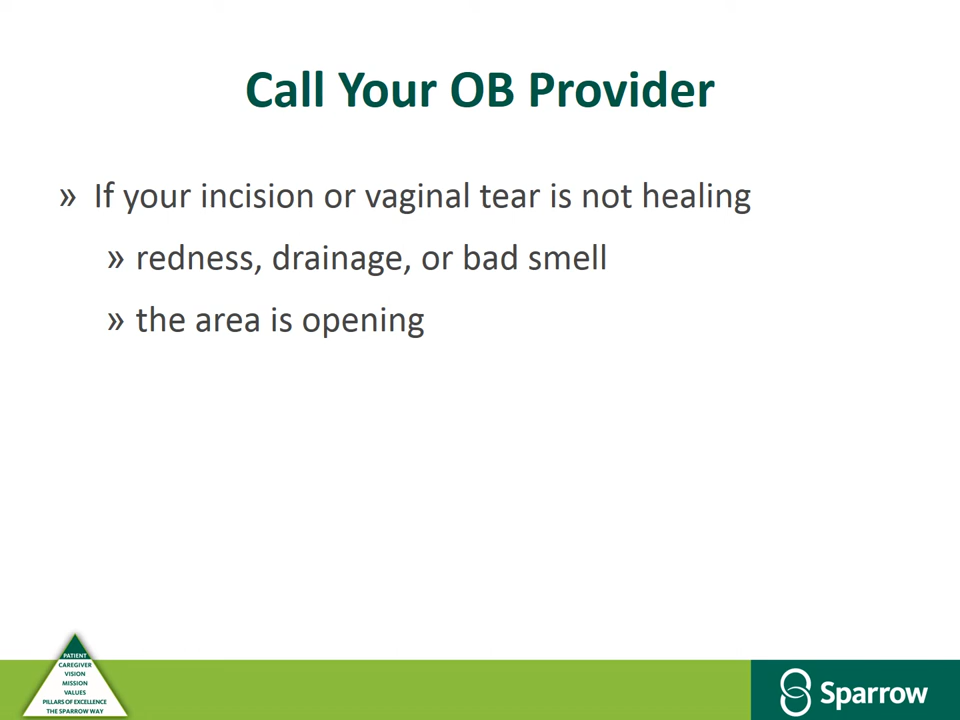 Call Your OB Provider
» If your incision or vaginal tear is not healing
» redness, drainage, or bad smell
» the area is opening
PATIENT
CAREGIVER
VISION
MISSION
VALUES
PILLARS OF EXCELLENCE
THE SPARROW WAY
Sparrow